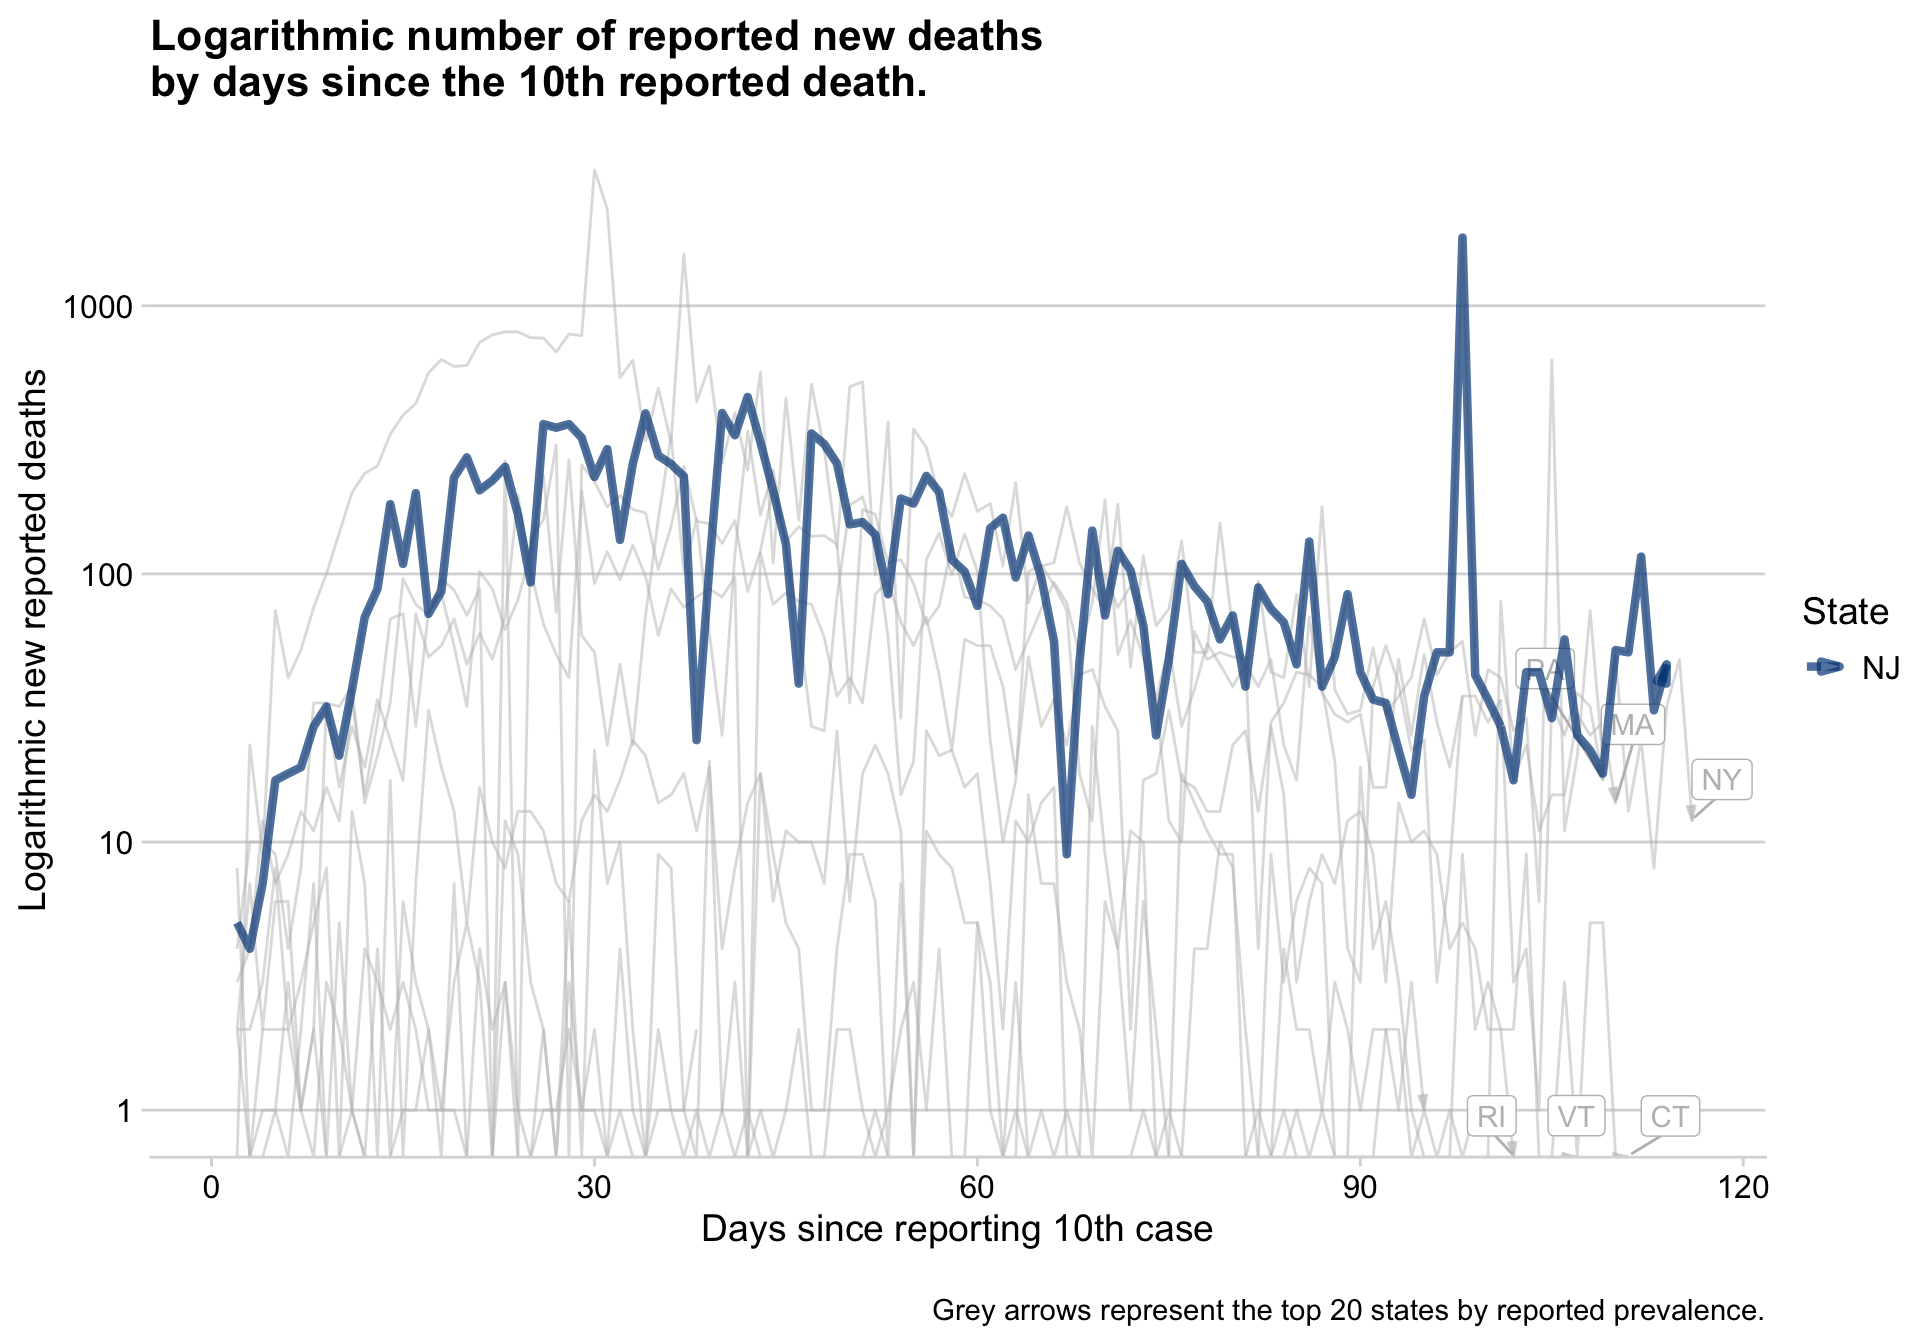 Logarithmic number of reported new deaths
by days since the 10th reported death.
Logarithmic new reported deaths
1000
100
10
1
PA
MA
NY
RI
VT
CT
State
NJ
0
30
60
90
120
Days since reporting 10th case
Grey arrows represent the top 20 states by reported prevalence.